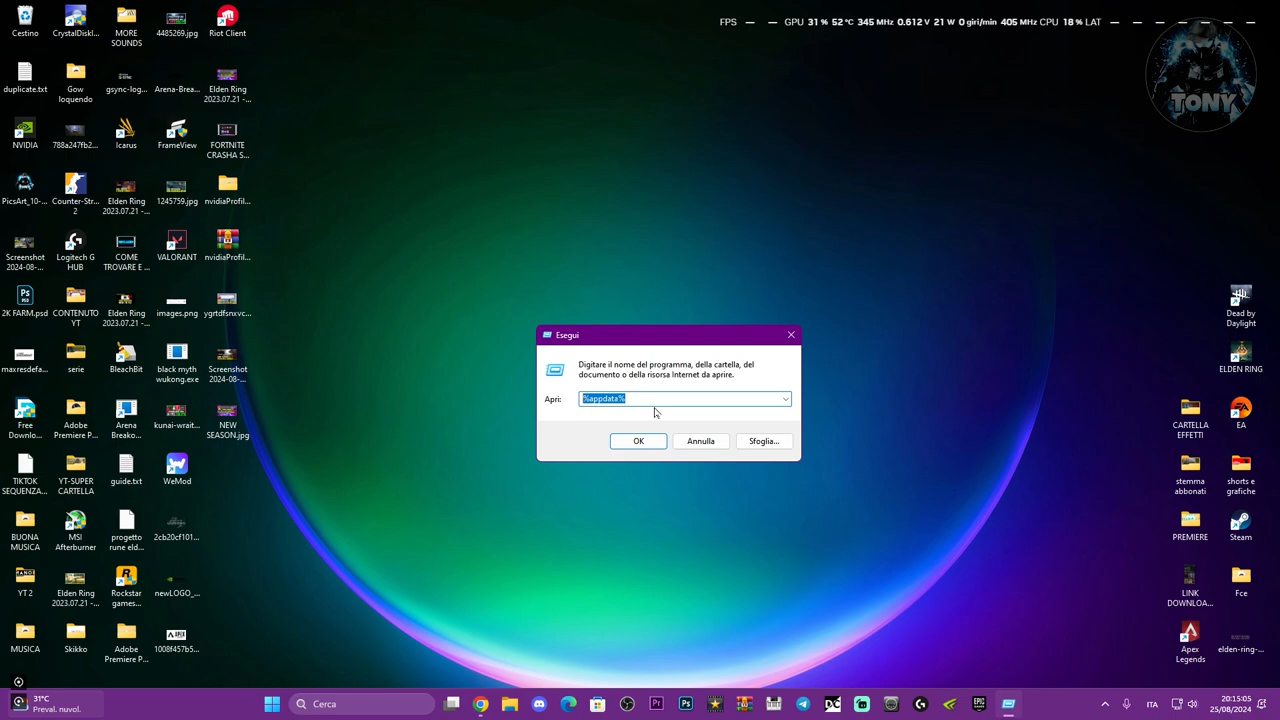 FPS — — GPU 31 % 52 °C 345 MHz 0.612 V 21 W 0 giri/min 405 MHz CPU 18 % LAT — — — — — — — —
TONY
Cestino
CrystalDiskI...
MORE SOUNDS
4485269.jpg
Riot Client
duplicate.txt
Gow loquendo
gsync-log...
Arena-Brea...
Elden Ring 2023.07.21 -...
NVIDIA
788a247fb2...
Icarus
FrameView
FORTNITE CRASHA S...
PicsArt_10-...
Counter-Str... 2
Elden Ring 2023.07.21 -...
1245759.jpg
nvidiaProfil...
Screenshot 2024-08-...
Logitech G HUB
COME TROVARE E ...
VALORANT
nvidiaProfil...
2K FARM.psd
CONTENUTO YT
Elden Ring 2023.07.21 -...
images.png
ygrtdfsnxvc...
maxresdefa...
serie
BleachBit
black myth wukong.exe
Screenshot 2024-08-...
Free Downlo...
Adobe Premiere P...
Arena Breako...
kunai-wrait...
NEW SEASON.jpg
TIKTOK SEQUENZA...
YT-SUPER CARTELLA
guide.txt
WeMod
BUONA MUSICA
MSI Afterburner
progetto rune eld...
2cb20cf101...
YT 2
Elden Ring 2023.07.21 -...
Rockstar games...
newLOGO_...
MUSICA
Skikko
Adobe Premiere P...
1008f457b5...
Esegui
Digitare il nome del programma, della cartella, del
documento o della risorsa Internet da aprire.
Apri: %appdata%
OK Annulla Sfoglia...
Dead by Daylight
ELDEN RING
CARTELLA EFFETTI
EA
stemma abbonati
shorts e grafiche
PREMIERE
Steam
LINK DOWNLOA...
Fce
Apex Legends
elden-ring-...
31°C
Preval. nuvol.
Cerca
ITA
20:15:05
25/08/2024